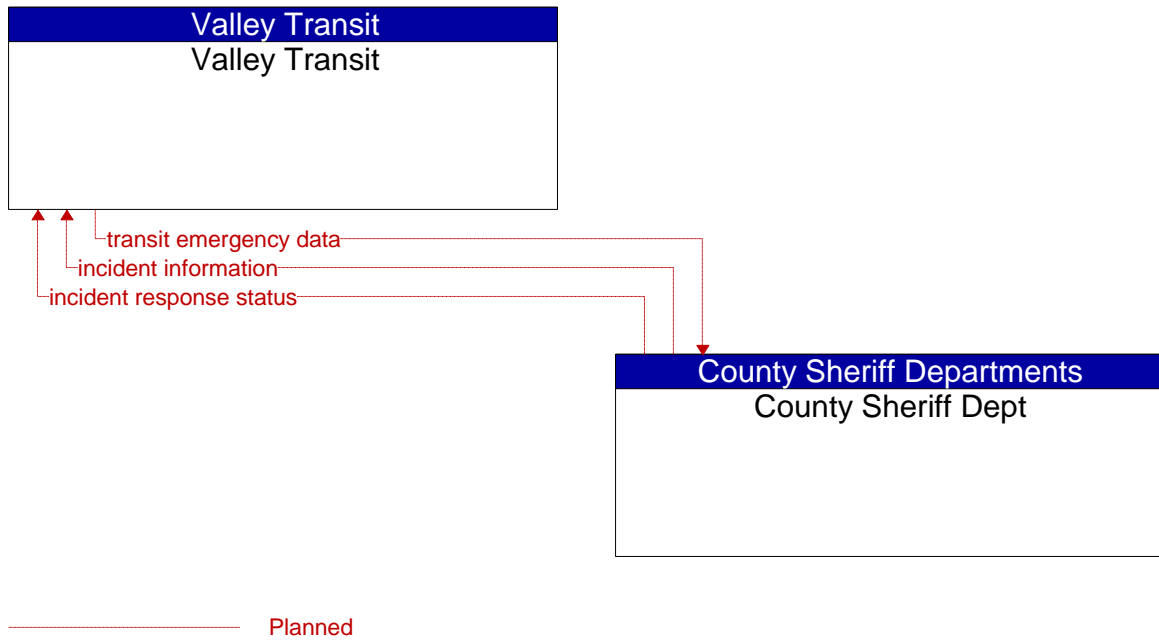 Valley Transit
Valley Transit
transit emergency data
incident information
incident response status
County Sheriff Departments
County Sheriff Dept
Planned